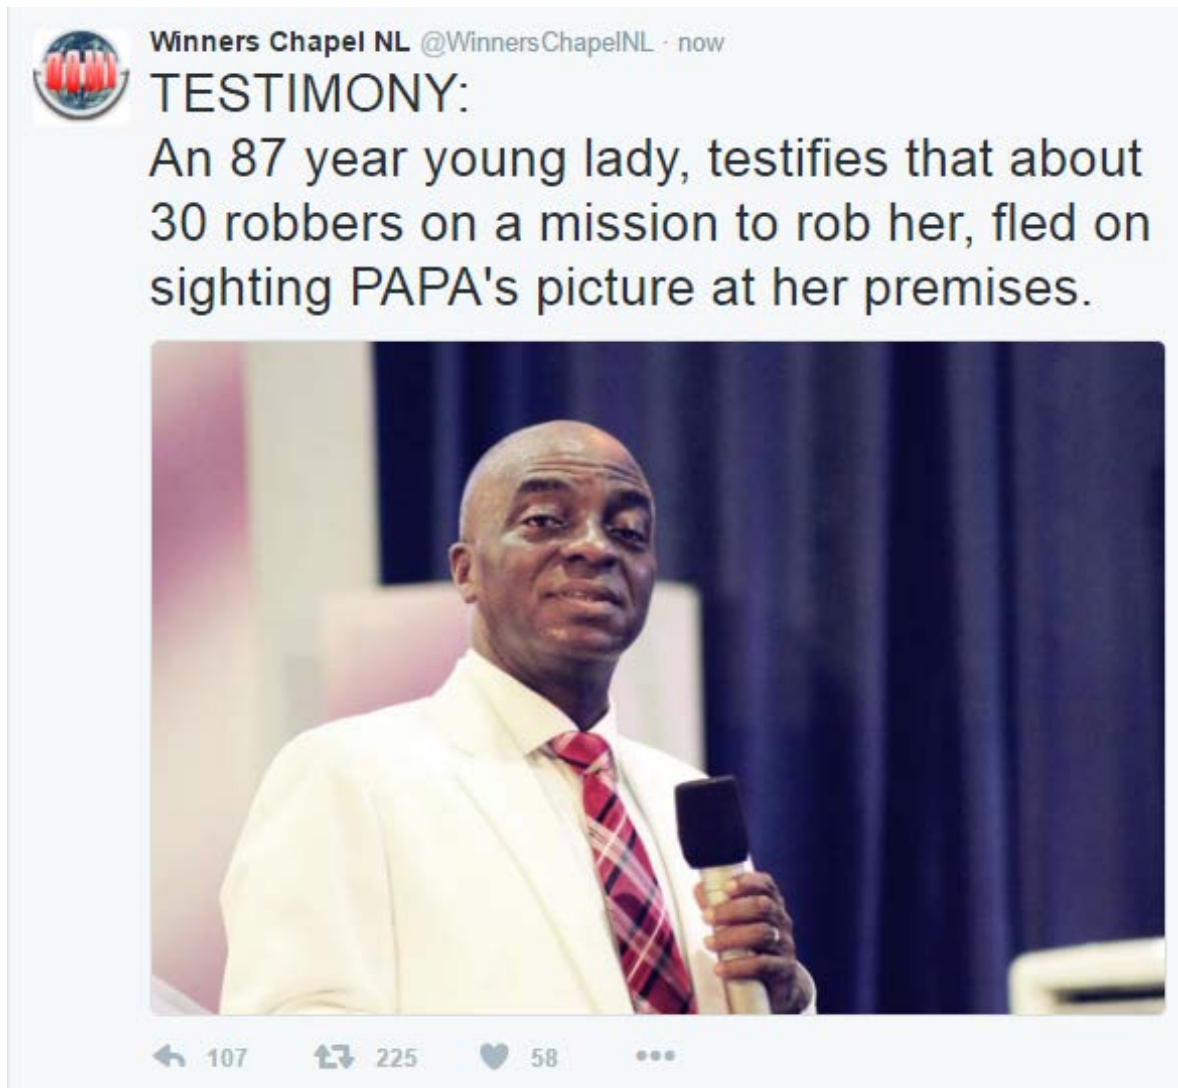 Winners Chapel NL @WinnersChapelNL · now
TESTIMONY:
An 87 year young lady, testifies that about
30 robbers on a mission to rob her, fled on
sighting PAPA's picture at her premises.
107 225 58